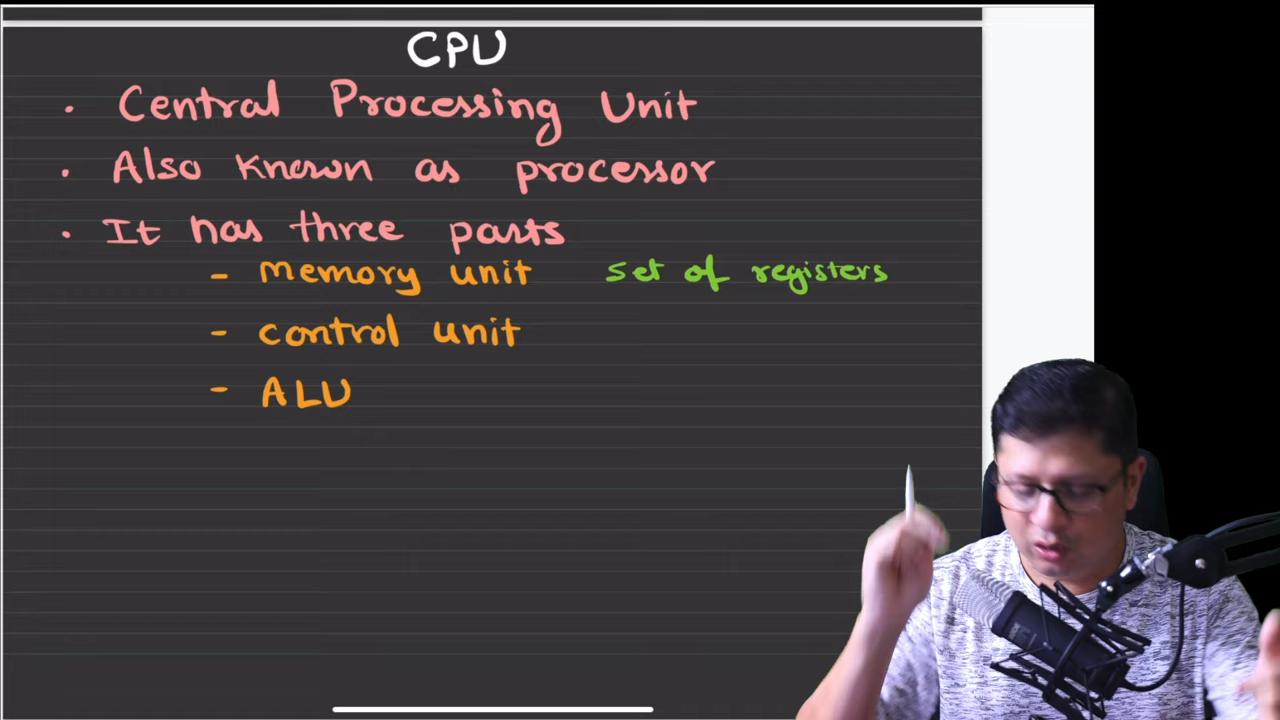 CPU
. Central Processing Unit
. Also known as processor
. It has three parts
- memory unit set of registers
- control unit
- ALU